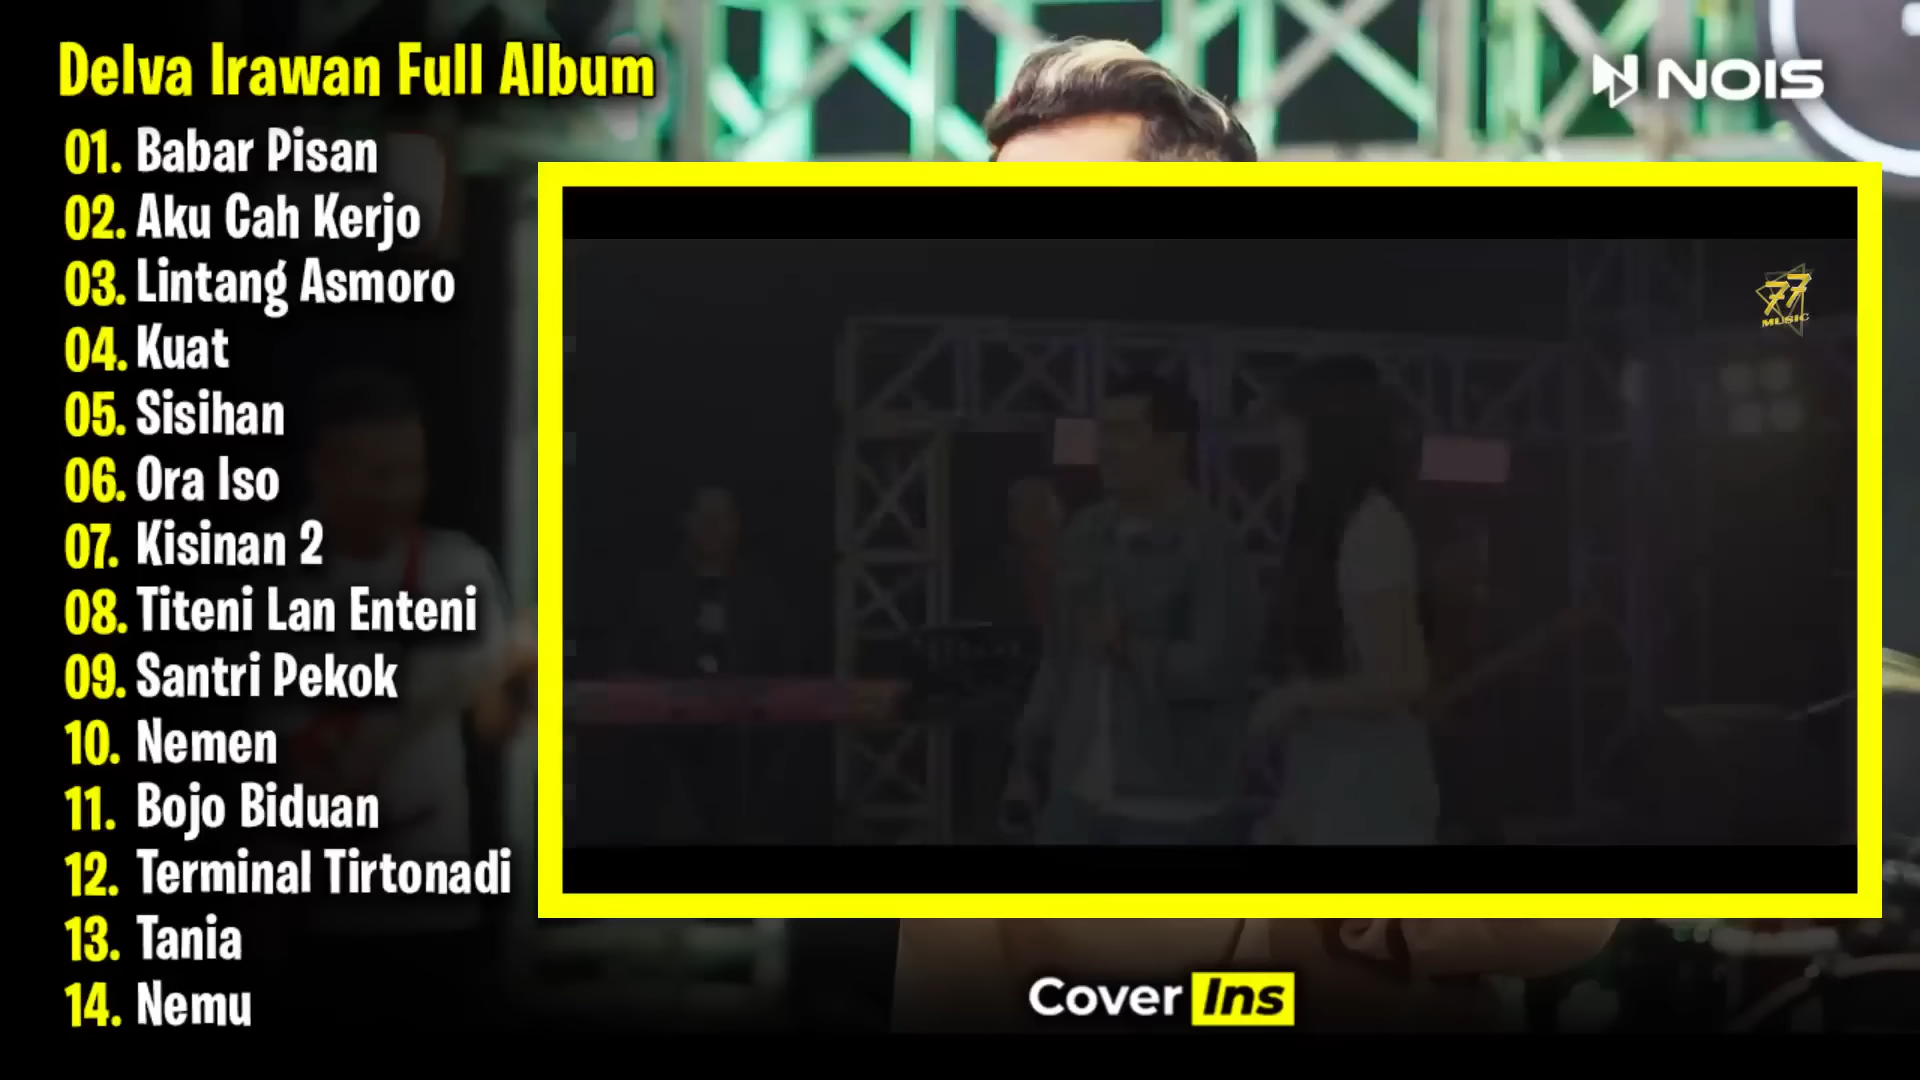 Delva Irawan Full Album
NOIS
01. Babar Pisan
02. Aku Cah Kerjo
03. Lintang Asmoro
04. Kuat
05. Sisihan
06. Ora Iso
07. Kisinan 2
08. Titeni Lan Enteni
09. Santri Pekok
10. Nemen
11. Bojo Biduan
12. Terminal Tirtonadi
13. Tania
14. Nemu
77
MUSIC
Cover Ins